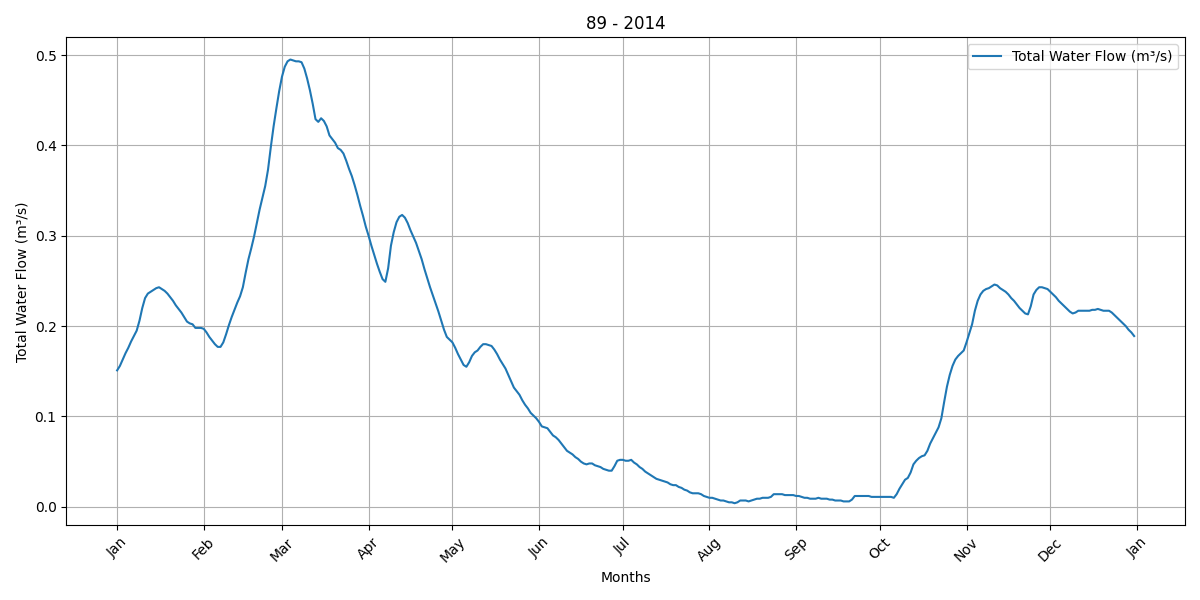 89 - 2014
Total Water Flow (m³/s)
Total Water Flow (m³/s)
0.5
0.4
0.3
0.2
0.1
0.0
Jan
Feb
Mar
Apr
May
Jun
Jul
Aug
Sep
Oct
Nov
Dec
Jan
Months